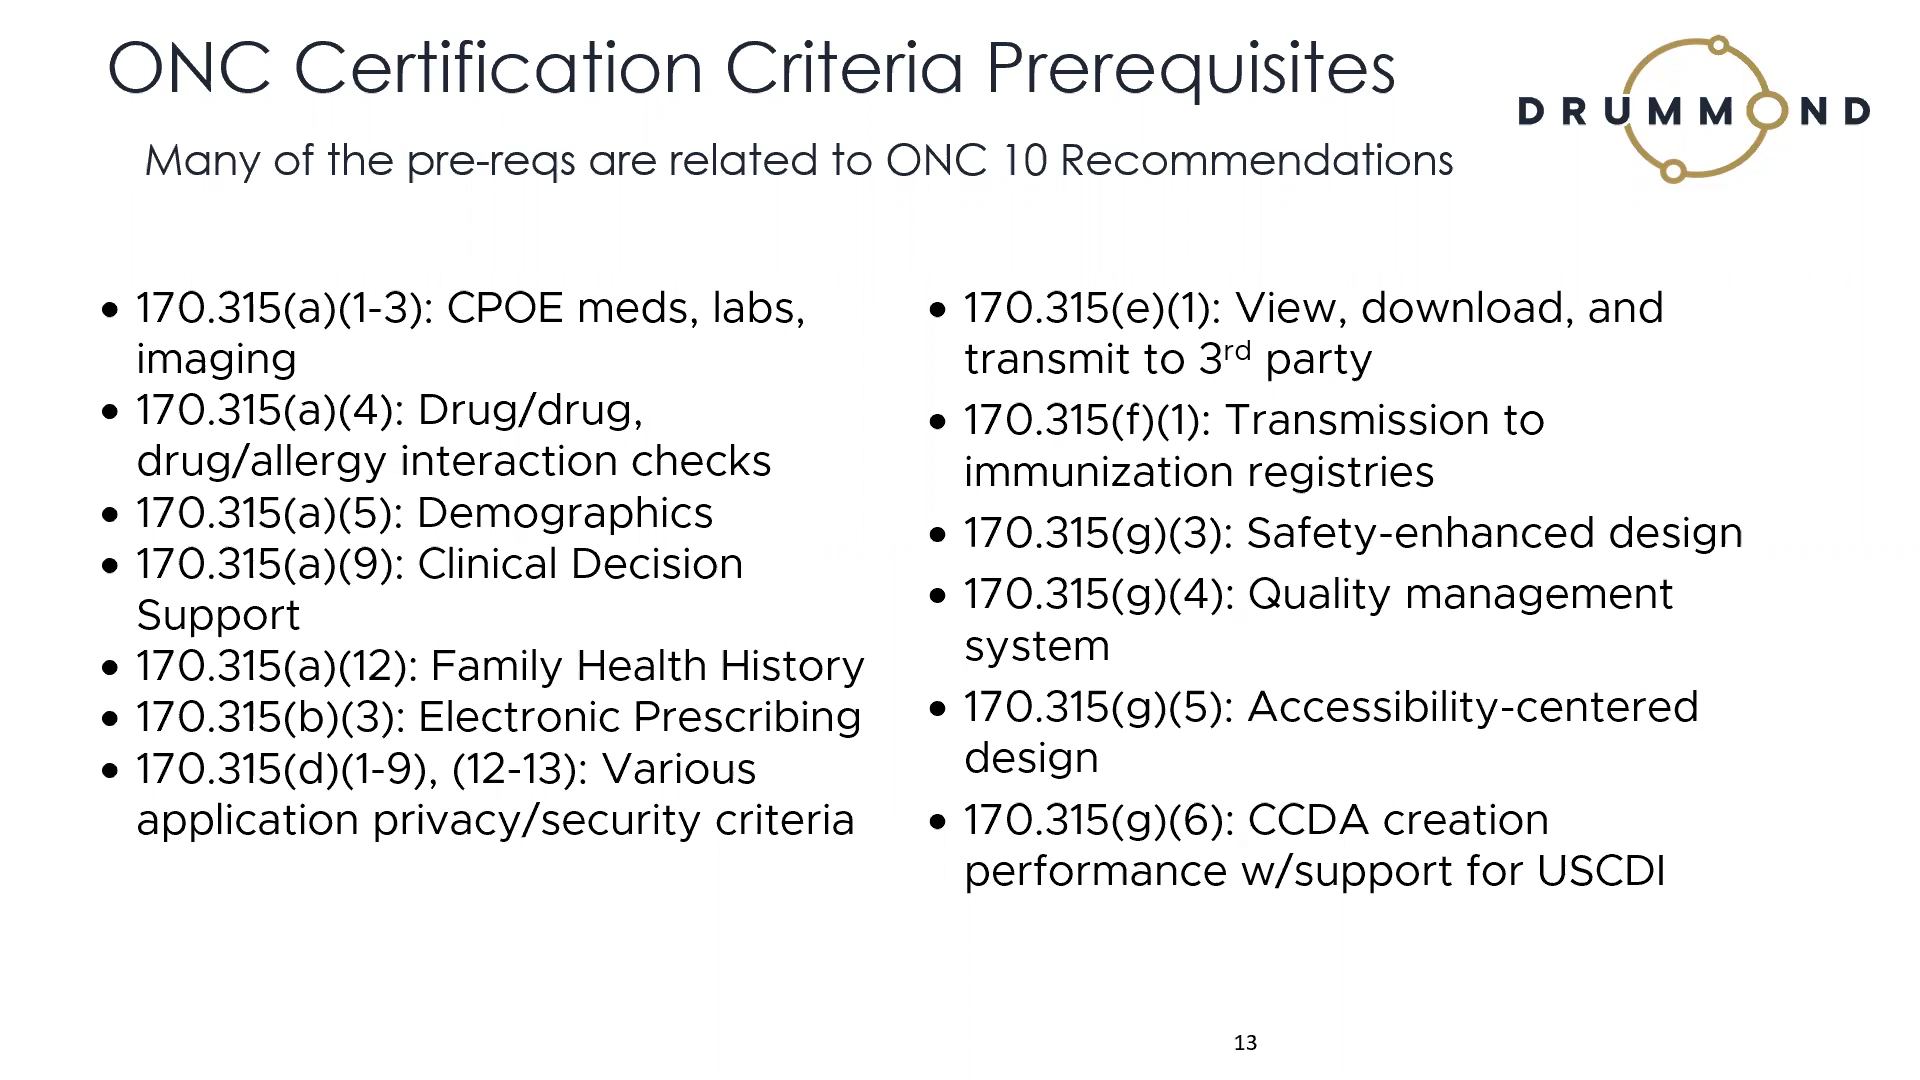 ONC Certification Criteria Prerequisites
DRUMMOND
Many of the pre-reqs are related to ONC 10 Recommendations
• 170.315(a)(1-3): CPOE meds, labs,
imaging
• 170.315(a)(4): Drug/drug,
drug/allergy interaction checks
• 170.315(a)(5): Demographics
• 170.315(a)(9): Clinical Decision
Support
• 170.315(a)(12): Family Health History
• 170.315(b)(3): Electronic Prescribing
• 170.315(d)(1-9), (12-13): Various
application privacy/security criteria
• 170.315(e)(1): View, download, and
transmit to 3rd party
• 170.315(f)(1): Transmission to
immunization registries
• 170.315(g)(3): Safety-enhanced design
• 170.315(g)(4): Quality management
system
• 170.315(g)(5): Accessibility-centered
design
• 170.315(g)(6): CCDA creation
performance w/support for USCDI
13